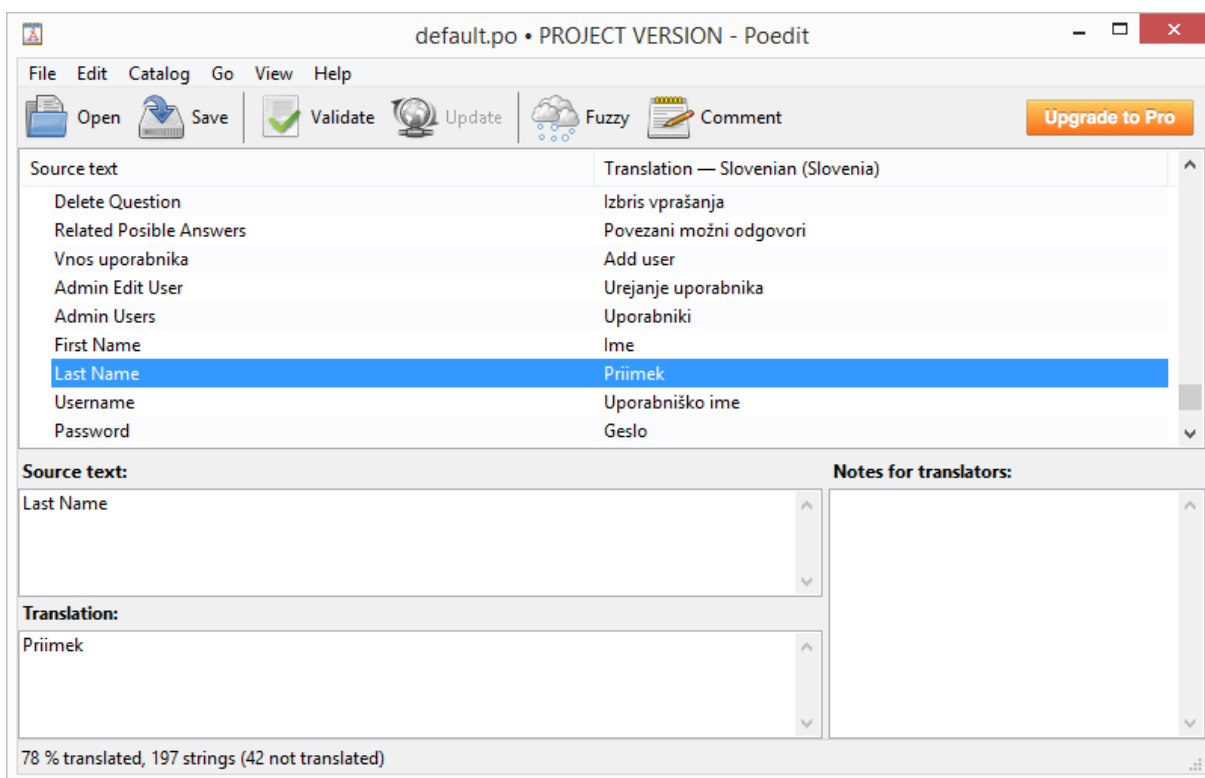 default.po • PROJECT VERSION - Poedit
File Edit Catalog Go View Help
Open Save Validate Update Fuzzy Comment Upgrade to Pro
Source text Translation — Slovenian (Slovenia)
Delete Question Izbris vprašanja
Related Posible Answers Povezani možni odgovori
Vnos uporabnika Add user
Admin Edit User Urejanje uporabnika
Admin Users Uporabniki
First Name Ime
Last Name Priimek
Username Uporabniško ime
Password Geslo
Source text: Notes for translators:
Last Name
Translation:
Priimek
78 % translated, 197 strings (42 not translated)